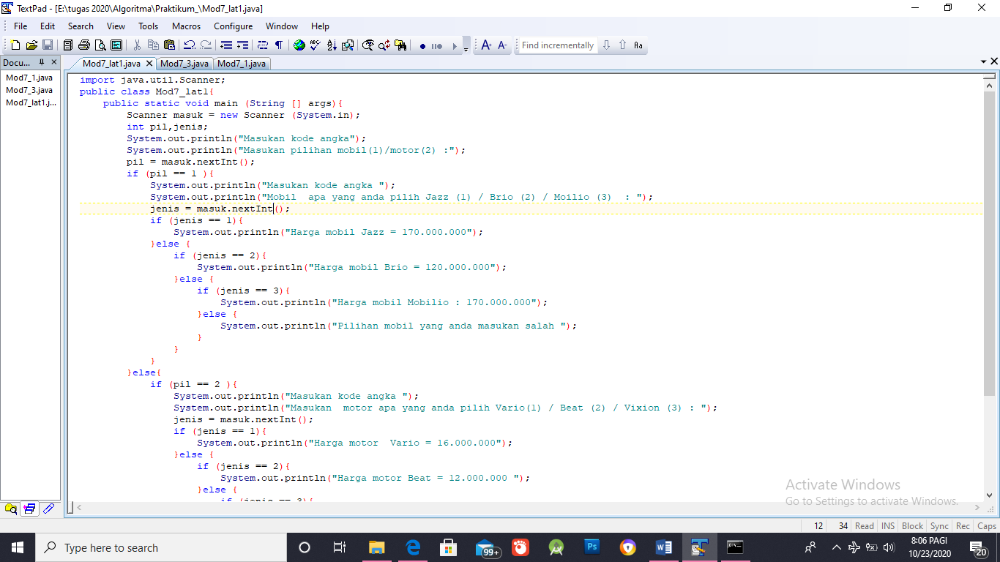 TextPad - [E:\tugas 2020\Algoritma\Praktikum_\Mod7_lat1.java]
File Edit Search View Tools Macros Configure Window Help
Find incrementally
Docu...
Mod7_lat1.java Mod7_3.java Mod7_1.java
Mod7_1.java
Mod7_3.java
Mod7_lat1.j...
import java.util.Scanner;
public class Mod7_lat1{
public static void main (String [] args){
Scanner masuk = new Scanner (System.in);
int pil,jenis;
System.out.println("Masukan kode angka");
System.out.println("Masukan pilihan mobil(1)/motor(2) :");
pil = masuk.nextInt();
if (pil == 1 ){
System.out.println("Masukan kode angka ");
System.out.println("Mobil  apa yang anda pilih Jazz (1) / Brio (2) / Moilio (3)  : ");
jenis = masuk.nextInt();
if (jenis == 1){
System.out.println("Harga mobil Jazz = 170.000.000");
}else {
if (jenis == 2){
System.out.println("Harga mobil Brio = 120.000.000");
}else {
if (jenis == 3){
System.out.println("Harga mobil Mobilio : 170.000.000");
}else {
System.out.println("Pilihan mobil yang anda masukan salah ");
}
}
}
}else{
if (pil == 2 ){
System.out.println("Masukan kode angka ");
System.out.println("Masukan  motor apa yang anda pilih Vario(1) / Beat (2) / Vixion (3) : ");
jenis = masuk.nextInt();
if (jenis == 1){
System.out.println("Harga motor  Vario = 16.000.000");
}else {
if (jenis == 2){
System.out.println("Harga motor Beat = 12.000.000 ");
}else {
if (jenis == 3){
Activate Windows
Go to Settings to activate Windows.
12 34 Read INS Block Sync Rec Caps
Type here to search
99+
Ps
8:06 PAGI
10/23/2020
20